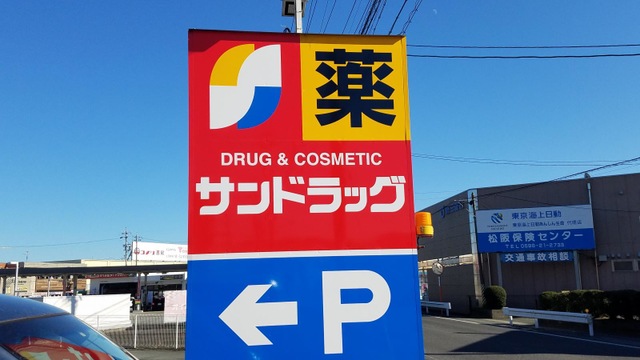 薬
DRUG & COSMETIC
サンドラッグ
P
東京海上日動
松阪保険センター
交通事故相談